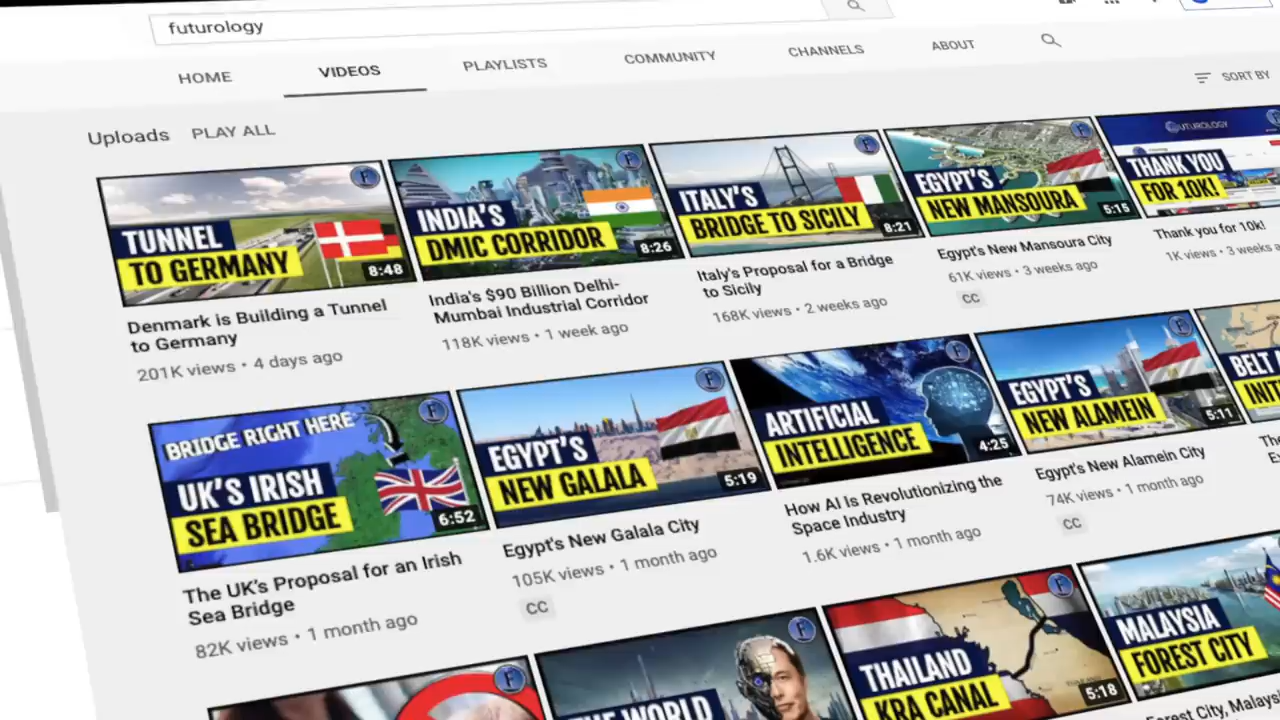 futurology
HOME
VIDEOS
PLAYLISTS
COMMUNITY
CHANNELS
ABOUT
Uploads
PLAY ALL
SORT BY
TUNNEL
TO GERMANY
8:48
Denmark is Building a Tunnel
to Germany
201K views • 4 days ago
INDIA'S
DMIC CORRIDOR
8:26
India's $90 Billion Delhi-
Mumbai Industrial Corridor
118K views • 1 week ago
ITALY'S
BRIDGE TO SICILY
8:21
Italy's Proposal for a Bridge
to Sicily
168K views • 2 weeks ago
EGYPT'S
NEW MANSOURA
5:15
Egypt's New Mansoura City
61K views • 3 weeks ago
CC
FUTUROLOGY
THANK YOU
FOR 10K!
Thank you for 10k!
1K views • 3 weeks
BRIDGE RIGHT HERE
UK'S IRISH
SEA BRIDGE
6:52
The UK's Proposal for an Irish
Sea Bridge
82K views • 1 month ago
EGYPT'S
NEW GALALA
5:19
Egypt's New Galala City
105K views • 1 month ago
CC
ARTIFICIAL
INTELLIGENCE
4:25
How AI Is Revolutionizing the
Space Industry
1.6K views • 1 month ago
EGYPT'S
NEW ALAMEIN
5:11
Egypt's New Alamein City
74K views • 1 month ago
CC
BELT
THE WORLD
THAILAND
KRA CANAL
5:18
MALAYSIA
FOREST CITY
Forest City, Malays